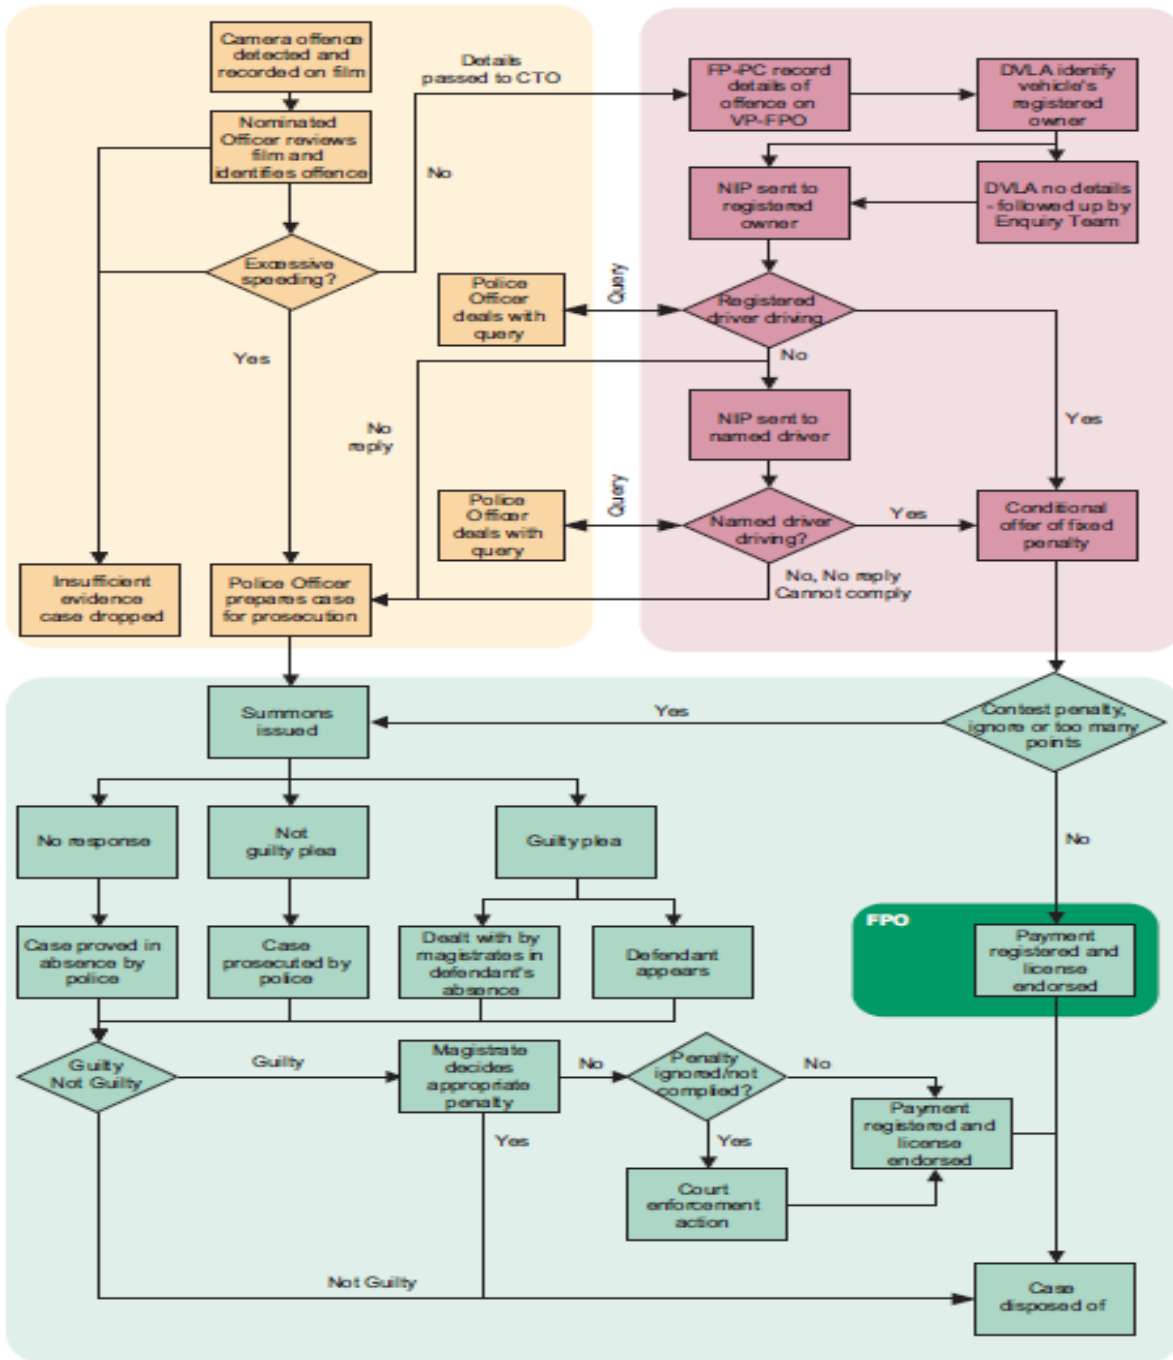 Camera offence
detected and
recorded on film
Nominated
Officer reviews
film and
identifies offence
Excessive
speeding?
No
Details
passed to CTO
Yes
Insufficient
evidence
case dropped
Police Officer
prepares case
for prosecution
Police
Officer
deals with
query
Query
No
reply
Police
Officer
deals with
query
Query
FP-PC record
details of
offence on
VP-FPO
DVLA idenify
vehicle's
registered
owner
NIP sent to
registered
owner
DVLA no details
- followed up by
Enquiry Team
Registered
driver driving
No
Yes
NIP sent to
named driver
Named driver
driving?
Yes
No, No reply
Cannot comply
Conditional
offer of fixed
penalty
Summons
issued
Yes
Contest penalty,
ignore or too many
points
No
No response
Not
guilty plea
Guilty plea
FPO
Payment
registered and
license
endorsed
Case proved in
absence by
police
Case
prosecuted by
police
Dealt with by
magistrates in
defendant's
absence
Defendant
appears
Guilty
Not Guilty
Guilty
Magistrate
decides
appropriate
penalty
No
Penalty
ignored/not
complied?
No
Yes
Yes
Payment
registered and
license
endorsed
Court
enforcement
action
Not Guilty
Case
disposed of